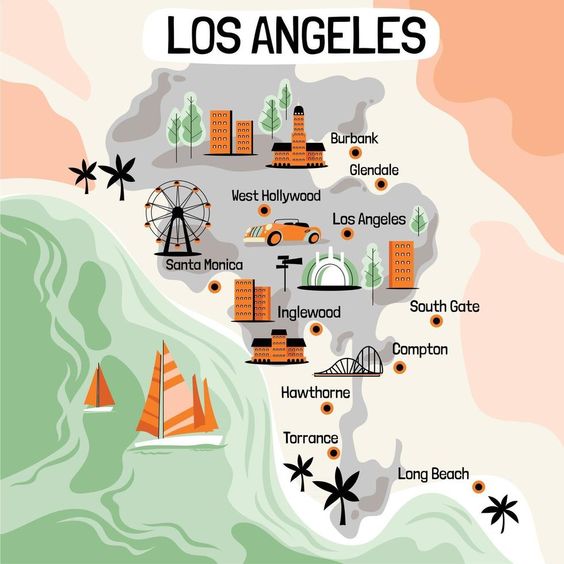 LOS ANGELES
Burbank
Glendale
West Hollywood
Los Angeles
Santa Monica
Inglewood
South Gate
Compton
Hawthorne
Torrance
Long Beach